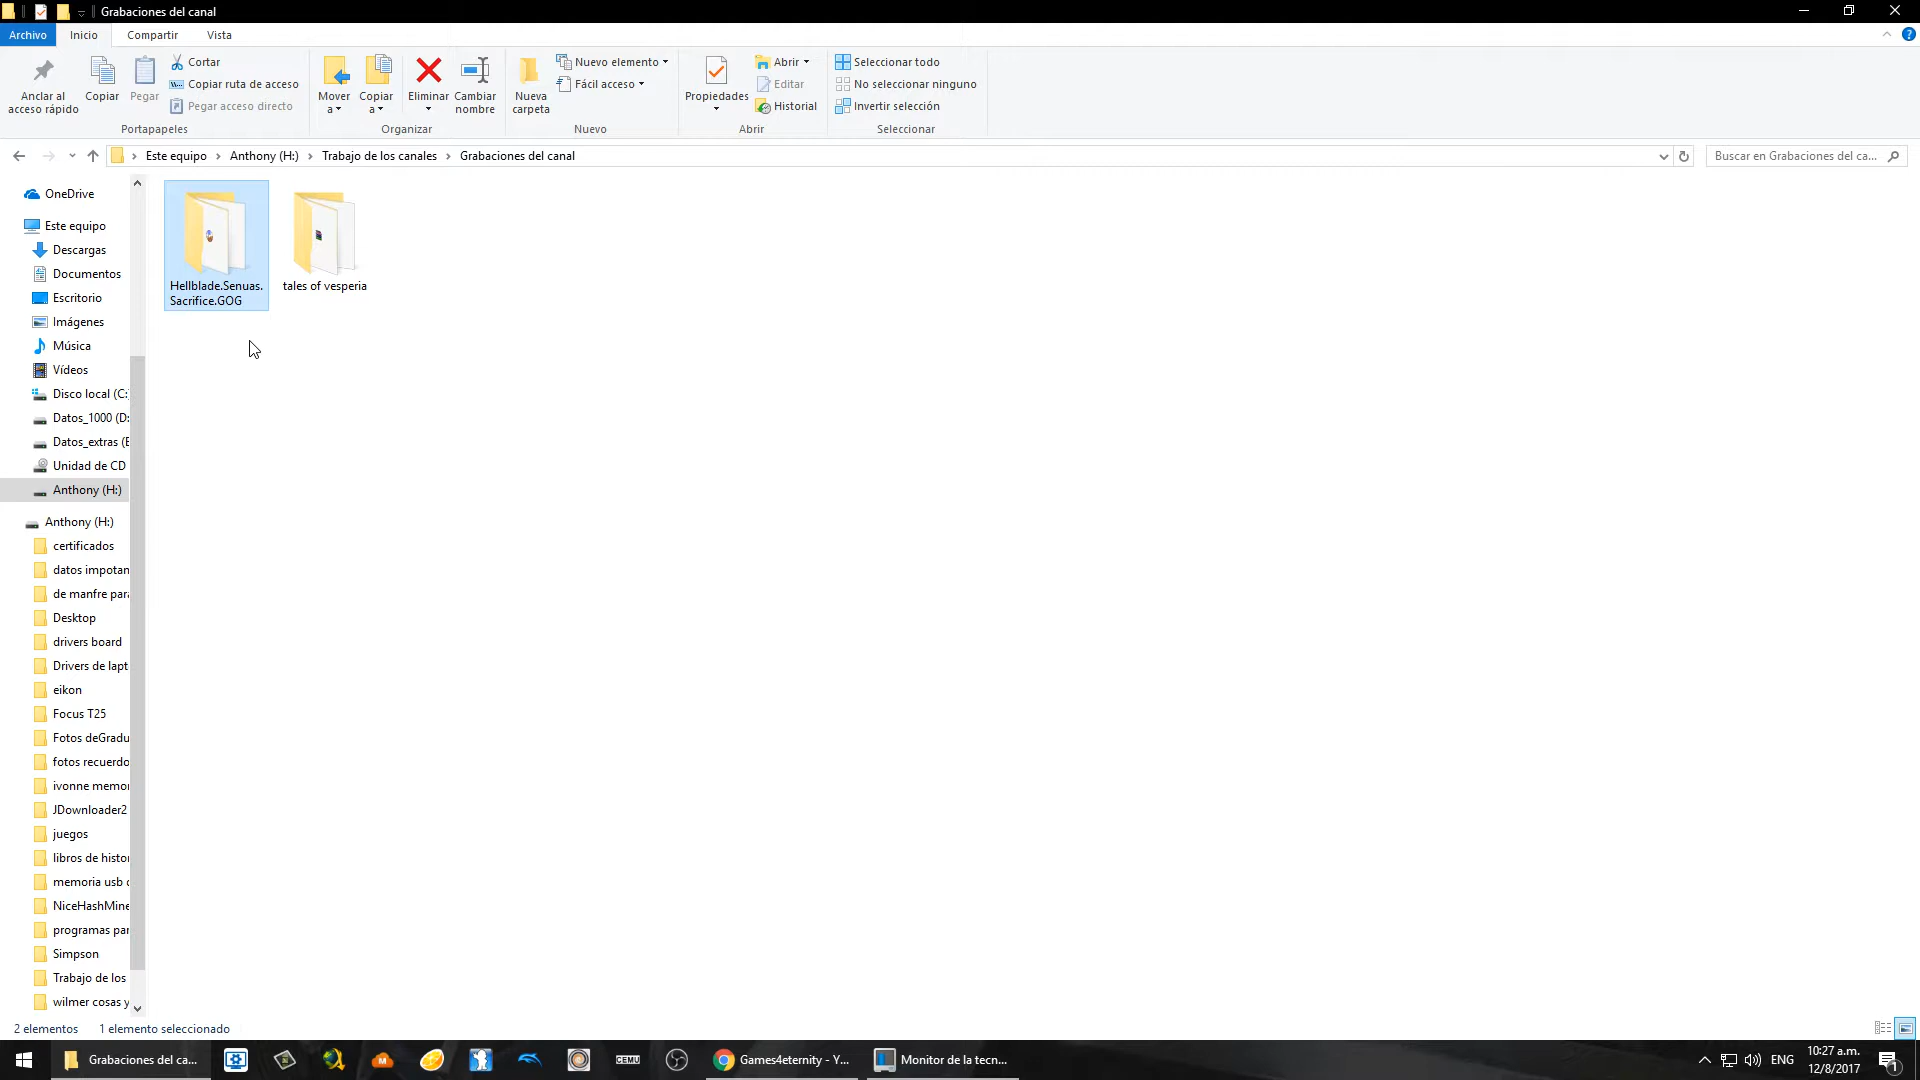 Grabaciones del canal
Archivo Inicio Compartir Vista
Anclar al acceso rápido
Copiar
Pegar
Cortar
Copiar ruta de acceso
Pegar acceso directo
Portapapeles
Mover a
Copiar a
Eliminar
Cambiar nombre
Organizar
Nueva carpeta
Nuevo elemento
Fácil acceso
Nuevo
Propiedades
Abrir
Editar
Historial
Abrir
Seleccionar todo
No seleccionar ninguno
Invertir selección
Seleccionar
Este equipo > Anthony (H:) > Trabajo de los canales > Grabaciones del canal
Buscar en Grabaciones del ca...
OneDrive
Este equipo
Descargas
Documentos
Escritorio
Imágenes
Música
Vídeos
Disco local (C:
Datos_1000 (D:
Datos_extras (E
Unidad de CD
Anthony (H:)
Anthony (H:)
certificados
datos impotan
de manfre para
Desktop
drivers board
Drivers de lapt
eikon
Focus T25
Fotos deGradu
fotos recuerdo
ivonne memor
JDownloader2
juegos
libros de histor
memoria usb d
NiceHashMine
programas par
Simpson
Trabajo de los
wilmer cosas y
Hellblade.Senuas.
Sacrifice.GOG
tales of vesperia
2 elementos 1 elemento seleccionado
Grabaciones del ca...
CEMU
Games4eternity - Y...
Monitor de la tecn...
ENG
10:27 a.m.
12/8/2017
1